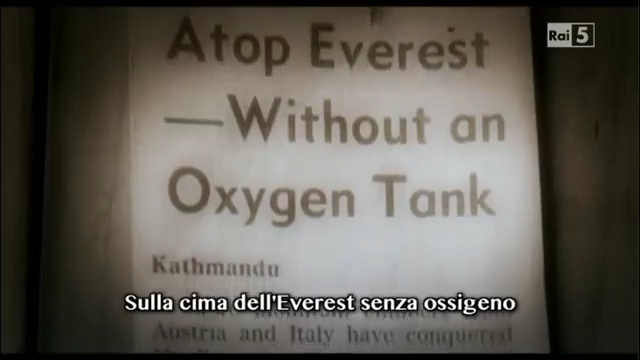 Rai 5
Atop Everest
—Without an
Oxygen Tank
Kathmandu
Sulla cima dell'Everest senza ossigeno
Austria and Italy have conquered